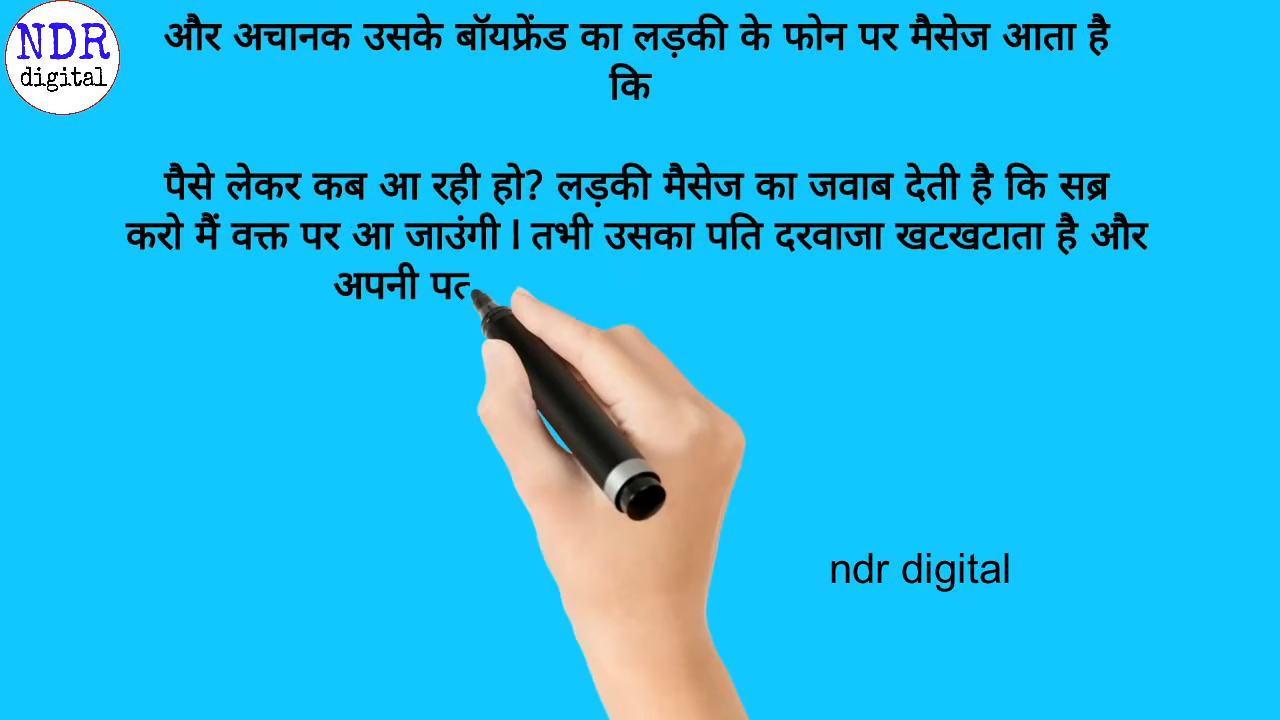 NDR
digital
और अचानक उसके बॉयफ्रेंड का लड़की के फोन पर मैसेज आता है
कि
पैसे लेकर कब आ रही हो? लड़की मैसेज का जवाब देती है कि सब्र
करो मैं वक्त पर आ जाउंगी l तभी उसका पति दरवाजा खटखटाता है और
अपनी
ndr digital